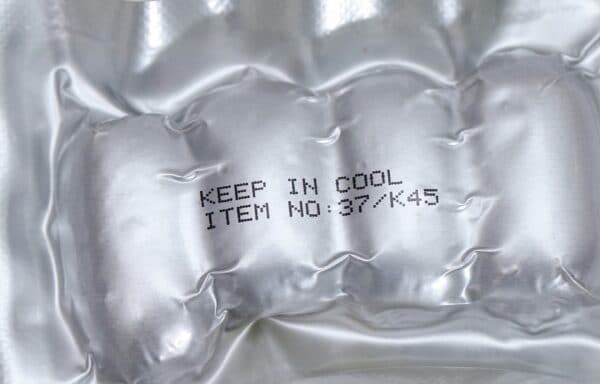 KEEP IN COOL
ITEM NO:37/K45